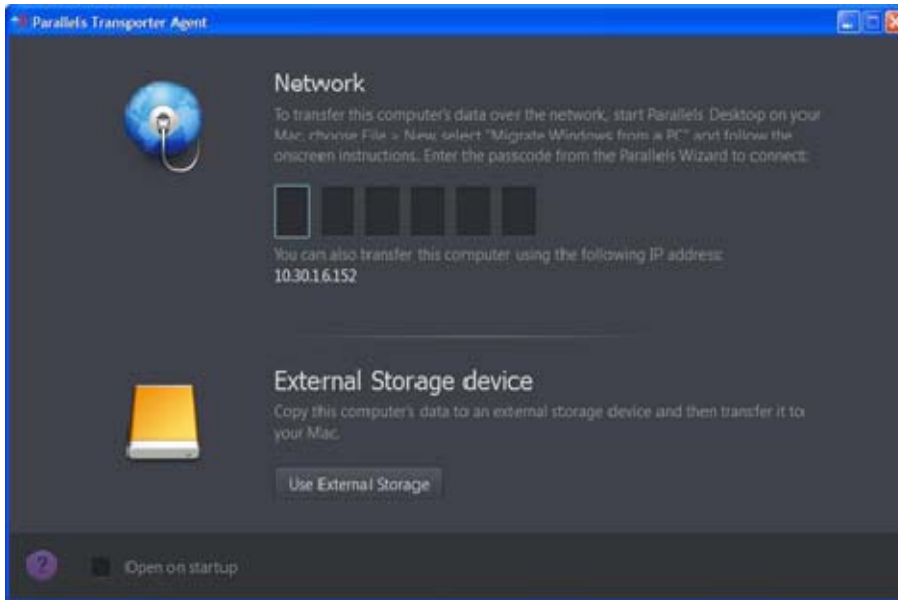 Parallels Transporter Agent
Network
To transfer this computer's data over the network, start Parallels Desktop on your
Mac, choose File > New, select "Migrate Windows from a PC" and follow the
onscreen instructions. Enter the passcode from the Parallels Wizard to connect:
You can also transfer this computer using the following IP address:
10.30.16.152
External Storage device
Copy this computer's data to an external storage device and then transfer it to
your Mac.
Use External Storage
?
Open on startup